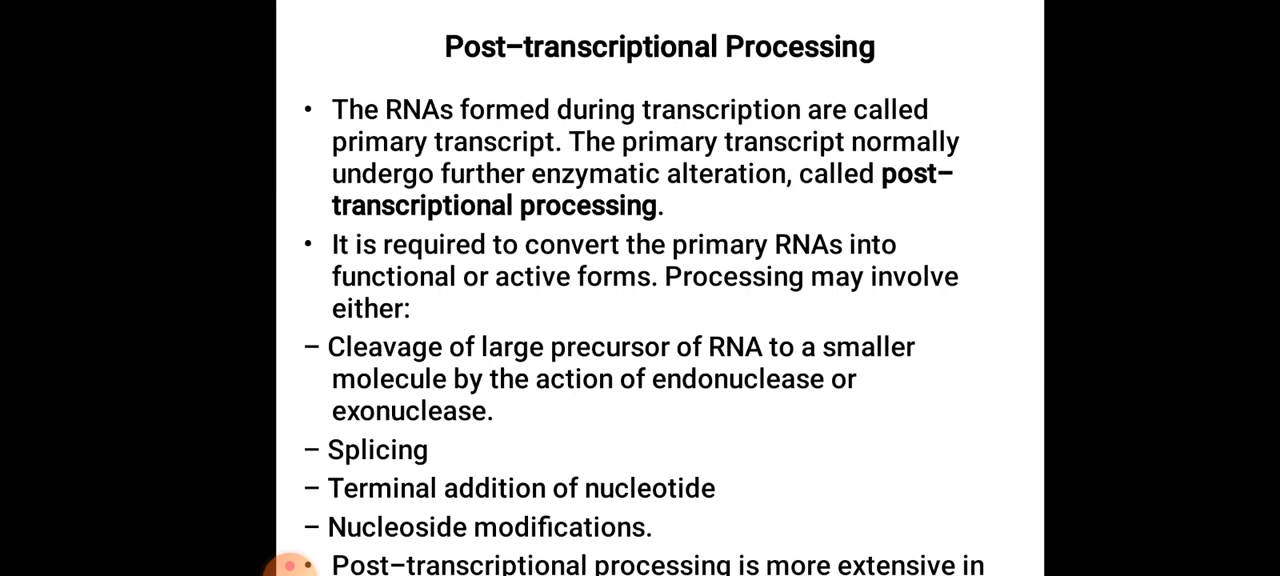 Post–transcriptional Processing
• The RNAs formed during transcription are called
primary transcript. The primary transcript normally
undergo further enzymatic alteration, called post–
transcriptional processing.
• It is required to convert the primary RNAs into
functional or active forms. Processing may involve
either:
– Cleavage of large precursor of RNA to a smaller
molecule by the action of endonuclease or
exonuclease.
– Splicing
– Terminal addition of nucleotide
– Nucleoside modifications.
• Post–transcriptional processing is more extensive in